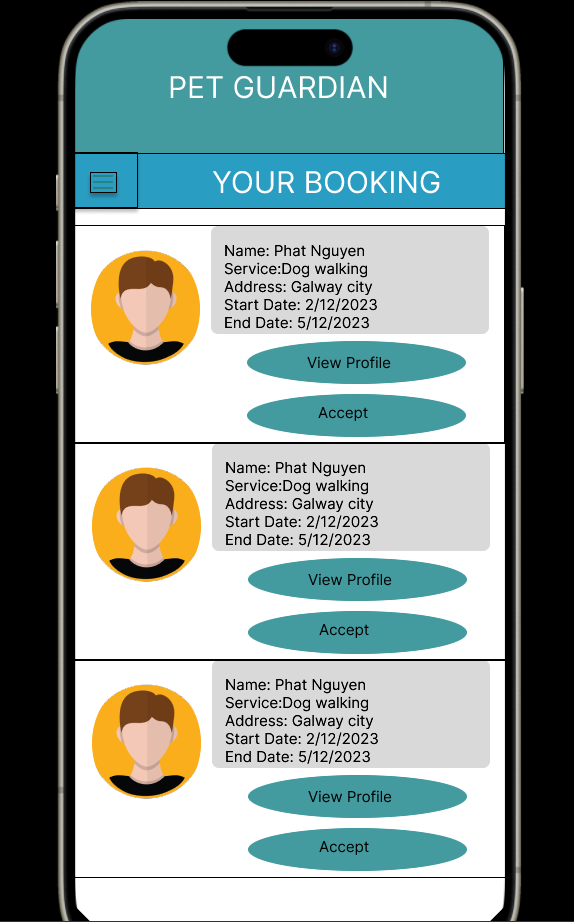 PET GUARDIAN
YOUR BOOKING
Name: Phat Nguyen
Service:Dog walking
Address: Galway city
Start Date: 2/12/2023
End Date: 5/12/2023
View Profile
Accept
Name: Phat Nguyen
Service:Dog walking
Address: Galway city
Start Date: 2/12/2023
End Date: 5/12/2023
View Profile
Accept
Name: Phat Nguyen
Service:Dog walking
Address: Galway city
Start Date: 2/12/2023
End Date: 5/12/2023
View Profile
Accept